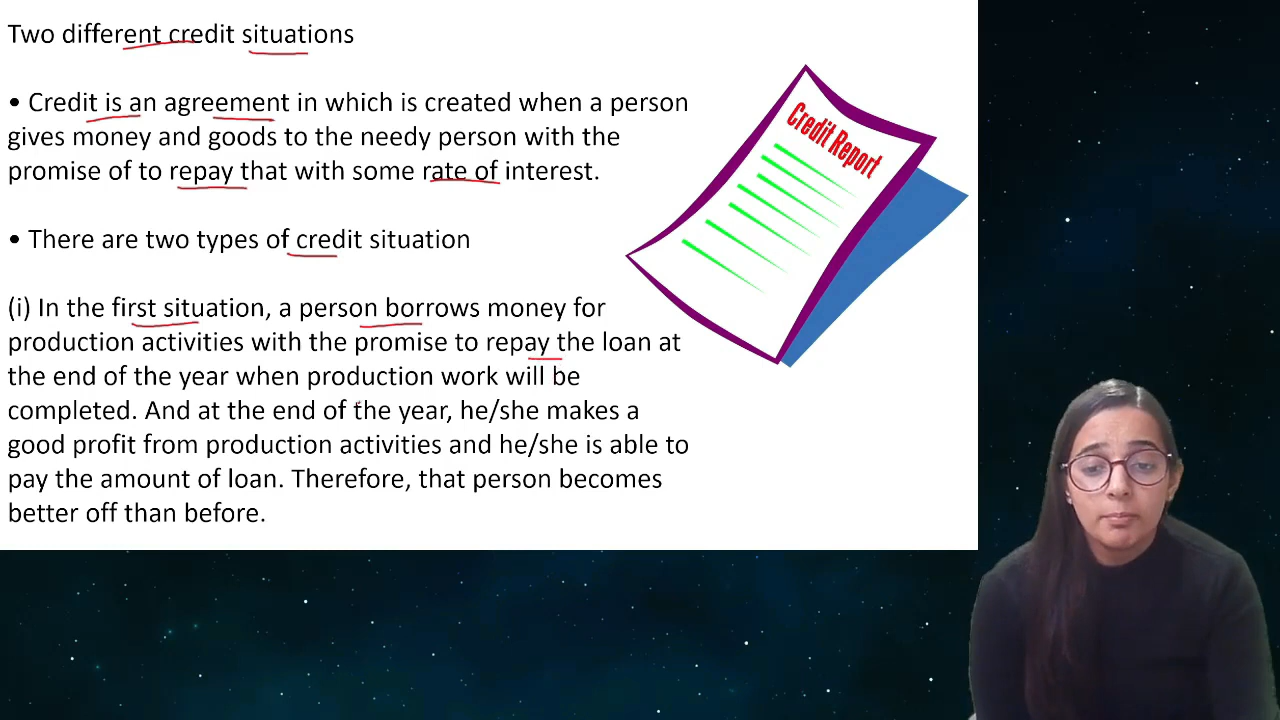 Two different credit situations
• Credit is an agreement in which is created when a person
gives money and goods to the needy person with the
promise of to repay that with some rate of interest.
• There are two types of credit situation
(i) In the first situation, a person borrows money for
production activities with the promise to repay the loan at
the end of the year when production work will be
completed. And at the end of the year, he/she makes a
good profit from production activities and he/she is able to
pay the amount of loan. Therefore, that person becomes
better off than before.
Credit Report